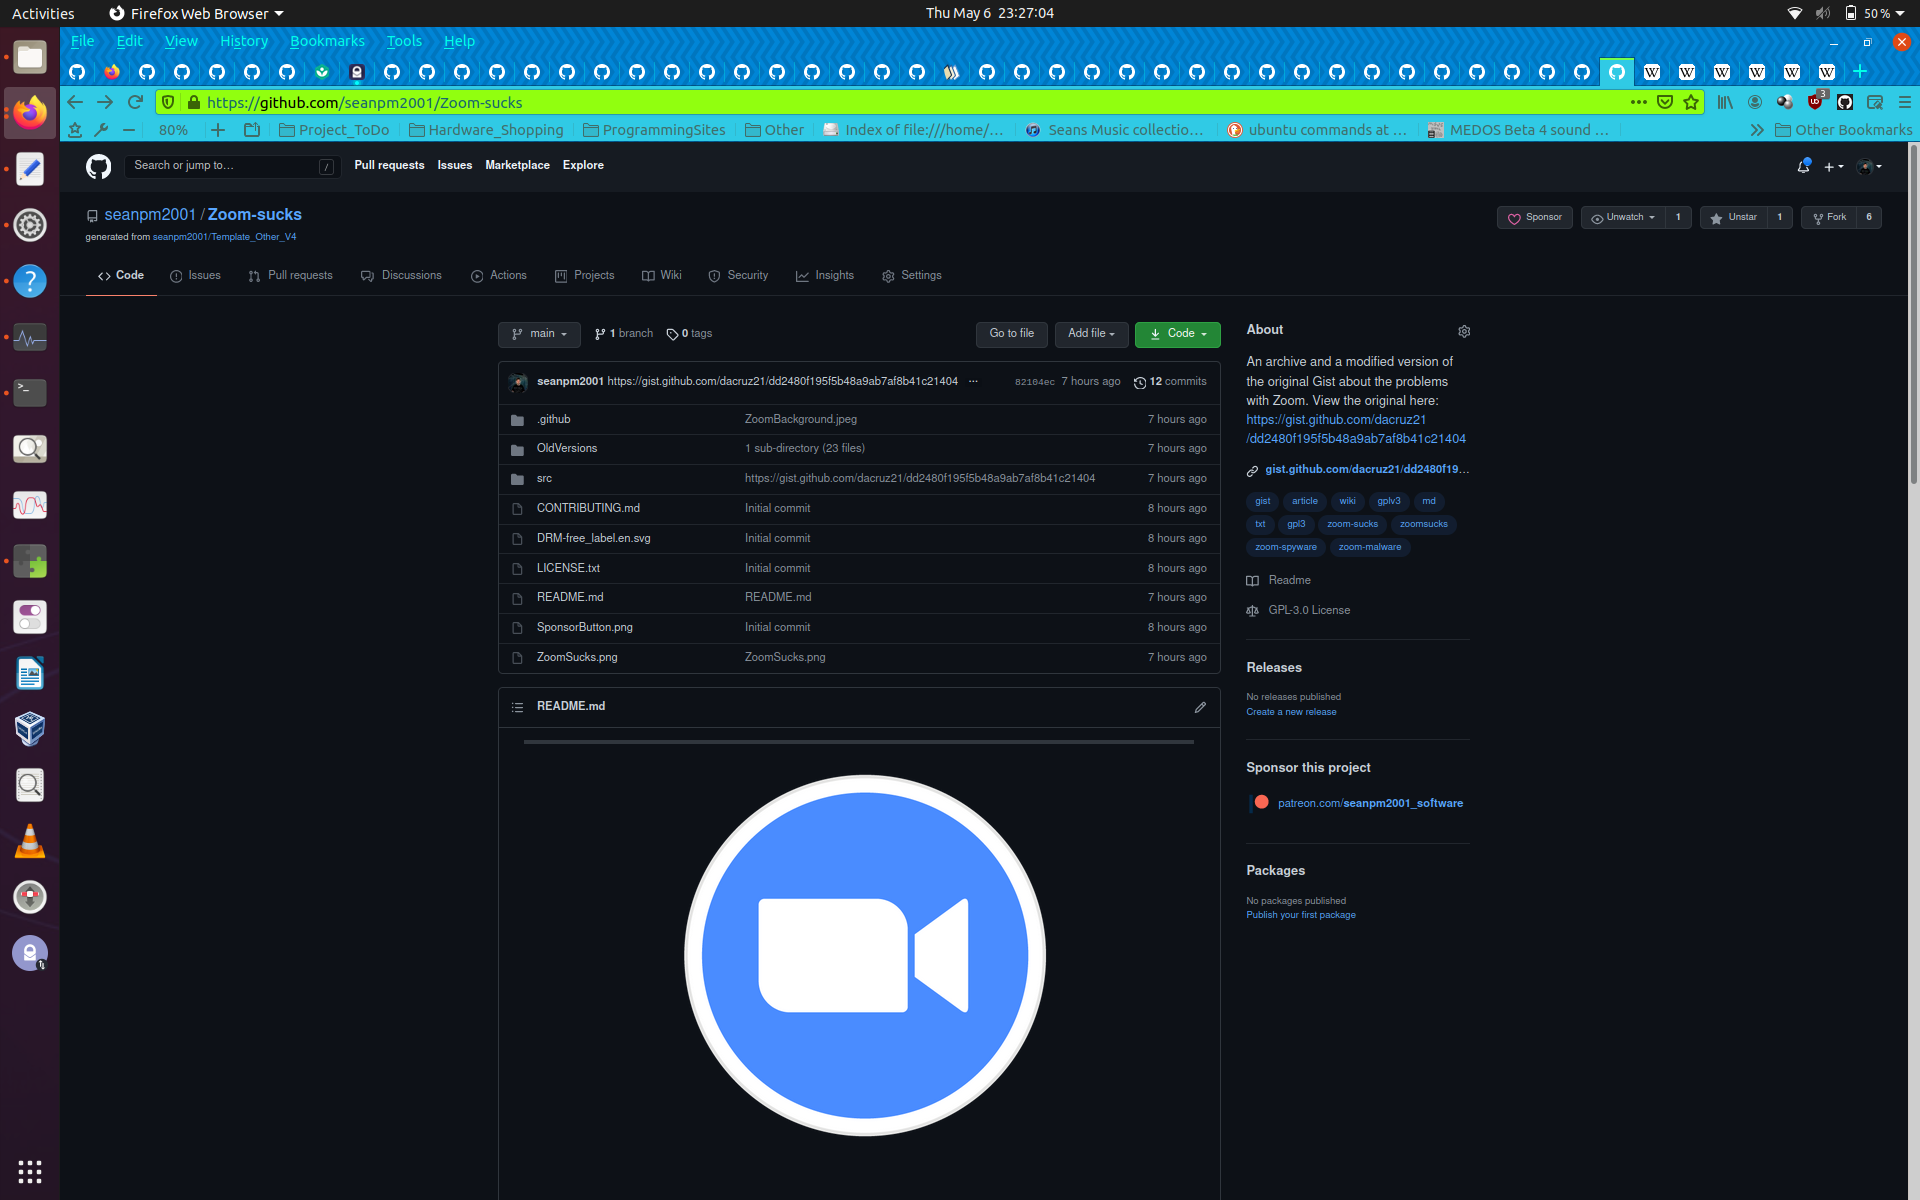 Activities
Firefox Web Browser
Thu May 6 23:27:04
50 %
File Edit View History Bookmarks Tools Help
https://github.com/seanpm2001/Zoom-sucks
3
80%
Project_ToDo
Hardware_Shopping
ProgrammingSites
Other
Index of file:///home/...
Seans Music collectio...
ubuntu commands at ...
MEDOS Beta 4 sound ...
Other Bookmarks
Search or jump to...
/
Pull requests Issues Marketplace Explore
seanpm2001 / Zoom-sucks
generated from seanpm2001/Template_Other_V4
Sponsor
Unwatch 1
Unstar 1
Fork 6
Code
Issues
Pull requests
Discussions
Actions
Projects
Wiki
Security
Insights
Settings
main
1 branch
0 tags
Go to file
Add file
Code
seanpm2001 https://gist.github.com/dacruz21/dd2480f195f5b48a9ab7af8b41c21404 ... 82104ec 7 hours ago 12 commits
.github ZoomBackground.jpeg 7 hours ago
OldVersions 1 sub-directory (23 files) 7 hours ago
src https://gist.github.com/dacruz21/dd2480f195f5b48a9ab7af8b41c21404 7 hours ago
CONTRIBUTING.md Initial commit 8 hours ago
DRM-free_label.en.svg Initial commit 8 hours ago
LICENSE.txt Initial commit 8 hours ago
README.md README.md 7 hours ago
SponsorButton.png Initial commit 8 hours ago
ZoomSucks.png ZoomSucks.png 7 hours ago
README.md
About
An archive and a modified version of
the original Gist about the problems
with Zoom. View the original here:
https://gist.github.com/dacruz21
/dd2480f195f5b48a9ab7af8b41c21404
gist.github.com/dacruz21/dd2480f19...
gist article wiki gplv3 md
txt gpl3 zoom-sucks zoomsucks
zoom-spyware zoom-malware
Readme
GPL-3.0 License
Releases
No releases published
Create a new release
Sponsor this project
patreon.com/seanpm2001_software
Packages
No packages published
Publish your first package